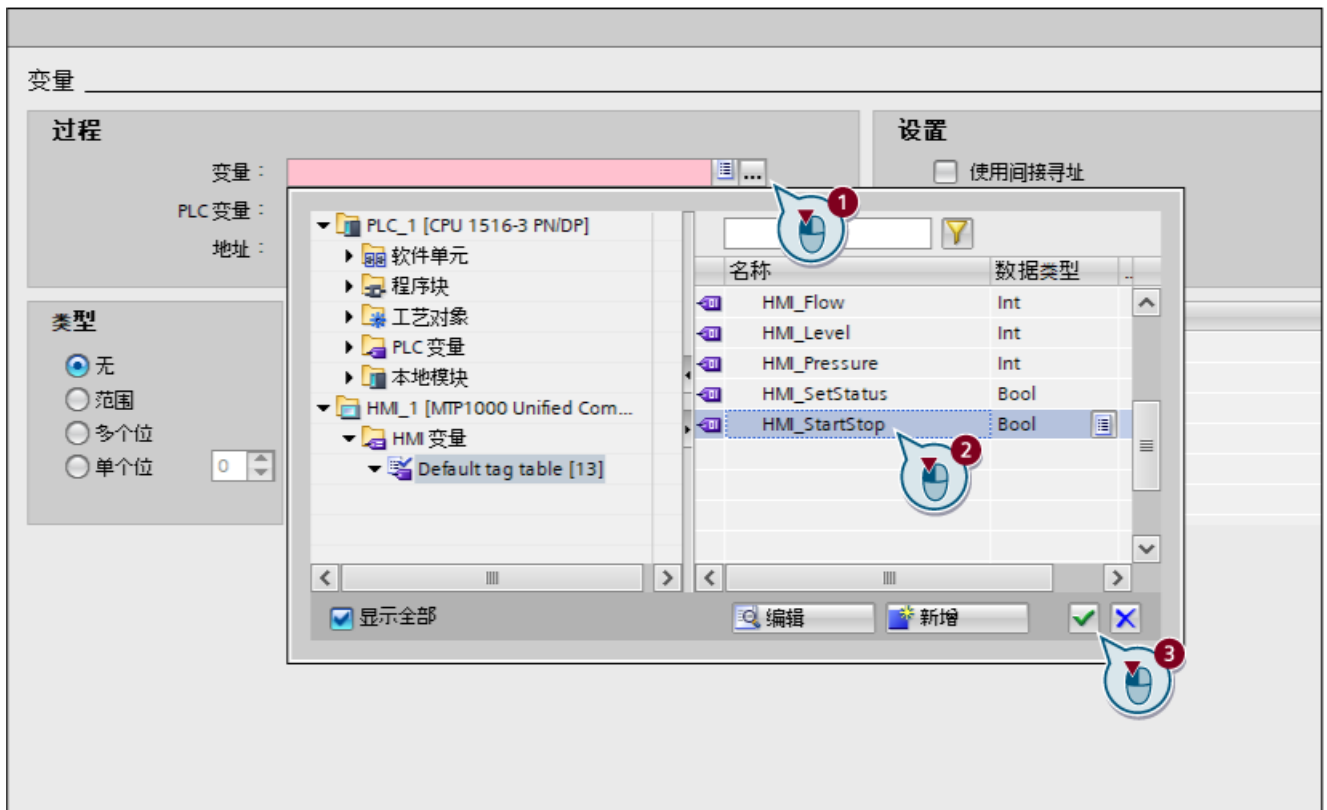 变量
过程
设置
变量：
...
使用间接寻址
PLC变量：
地址：
1
PLC_1 [CPU 1516-3 PN/DP]
软件单元
程序块
工艺对象
PLC 变量
本地模块
HMI_1 [MTP1000 Unified Com...
HMI 变量
Default tag table [13]
名称 数据类型 ..
HMI_Flow Int
HMI_Level Int
HMI_Pressure Int
HMI_SetStatus Bool
HMI_StartStop Bool
2
类型
无
范围
多个位
单个位 0
显示全部
编辑
新增
3